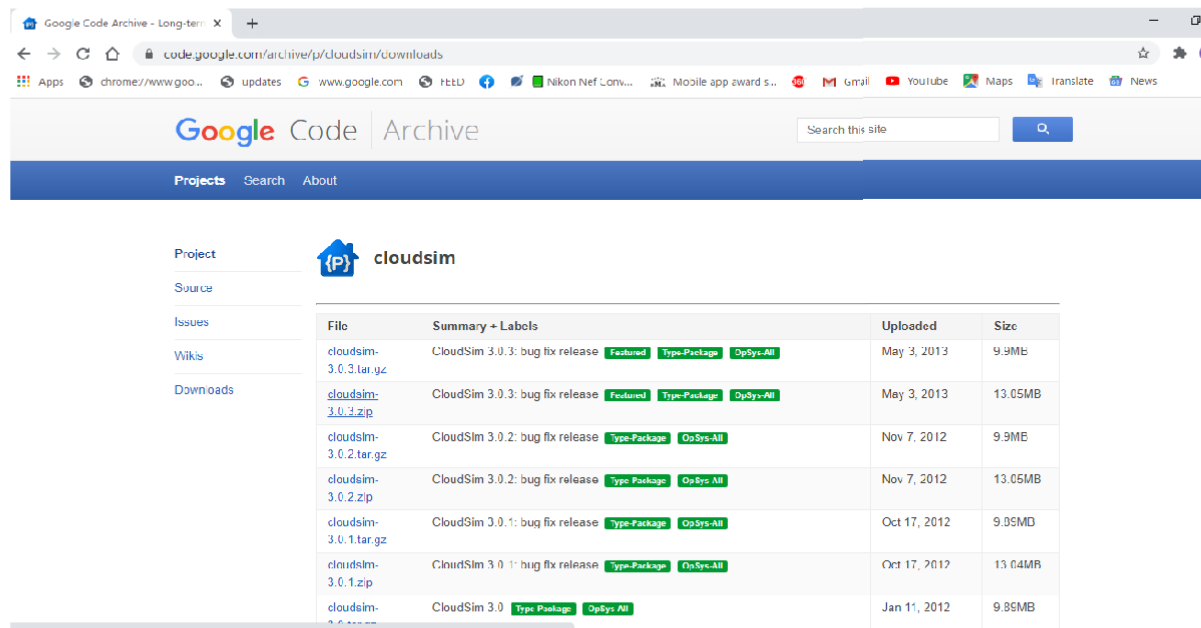 Google Code Archive - Long-term
code.google.com/archive/p/cloudsim/downloads
Apps chrome://www.goo... updates www.google.com FEED Nikon Nef Conv... Mobile app award s... Gmail YouTube Maps Translate News
Google Code Archive
Search this site
Projects Search About
Project
Source
Issues
Wikis
Downloads
{P} cloudsim
File Summary + Labels Uploaded Size
cloudsim-
3.0.3.tar.gz
CloudSim 3.0.3: bug fix release Featured Type-Package OpSys-All May 3, 2013 9.9MB
cloudsim-
3.0.3.zip
CloudSim 3.0.3: bug fix release Featured Type-Package OpSys-All May 3, 2013 13.05MB
cloudsim-
3.0.2.tar.gz
CloudSim 3.0.2: bug fix release Type-Package OpSys-All Nov 7, 2012 9.9MB
cloudsim-
3.0.2.zip
CloudSim 3.0.2: bug fix release Type-Package OpSys-All Nov 7, 2012 13.05MB
cloudsim-
3.0.1.tar.gz
CloudSim 3.0.1: bug fix release Type-Package OpSys-All Oct 17, 2012 9.89MB
cloudsim-
3.0.1.zip
CloudSim 3.0.1: bug fix release Type-Package OpSys-All Oct 17, 2012 13.04MB
cloudsim-
CloudSim 3.0 Type-Package OpSys-All Jan 11, 2012 9.89MB